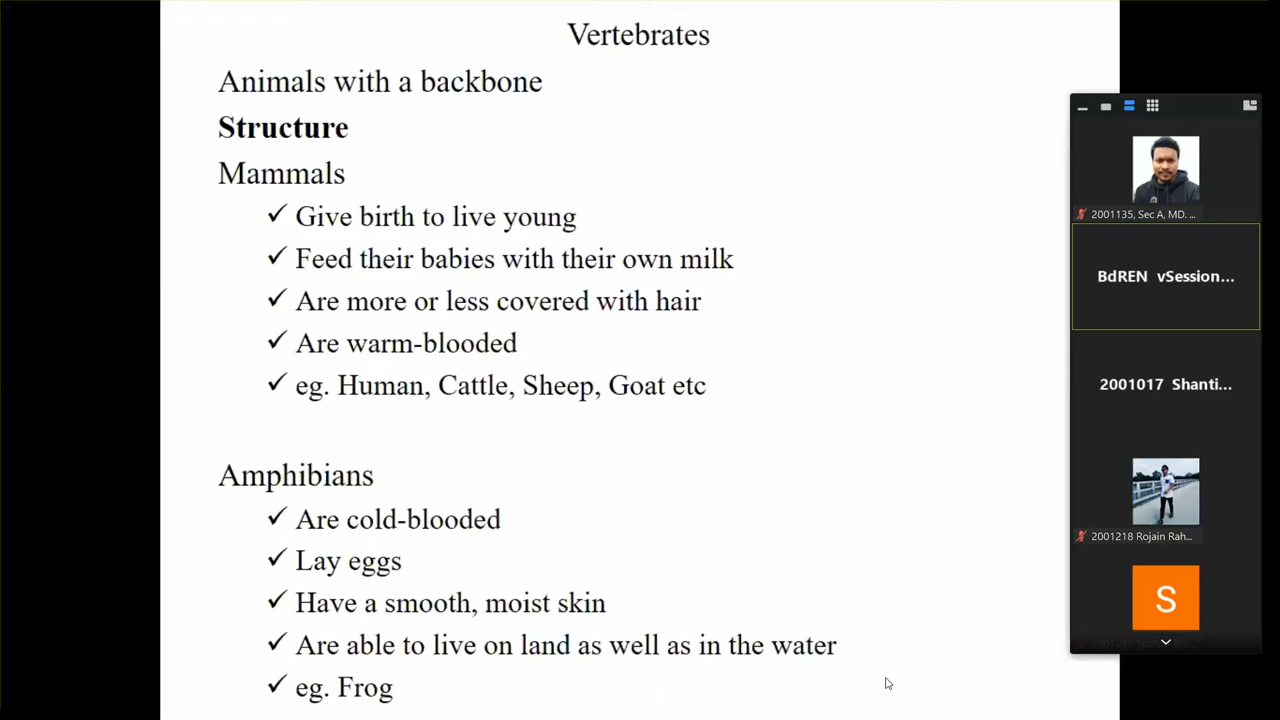 Vertebrates
Animals with a backbone
Structure
Mammals
✓ Give birth to live young
✓ Feed their babies with their own milk
✓ Are more or less covered with hair
✓ Are warm-blooded
✓ eg. Human, Cattle, Sheep, Goat etc
Amphibians
✓ Are cold-blooded
✓ Lay eggs
✓ Have a smooth, moist skin
✓ Are able to live on land as well as in the water
✓ eg. Frog
2001135, Sec A, MD. ...
BdREN vSession...
2001017 Shanti...
2001218 Rojain Rah...
S